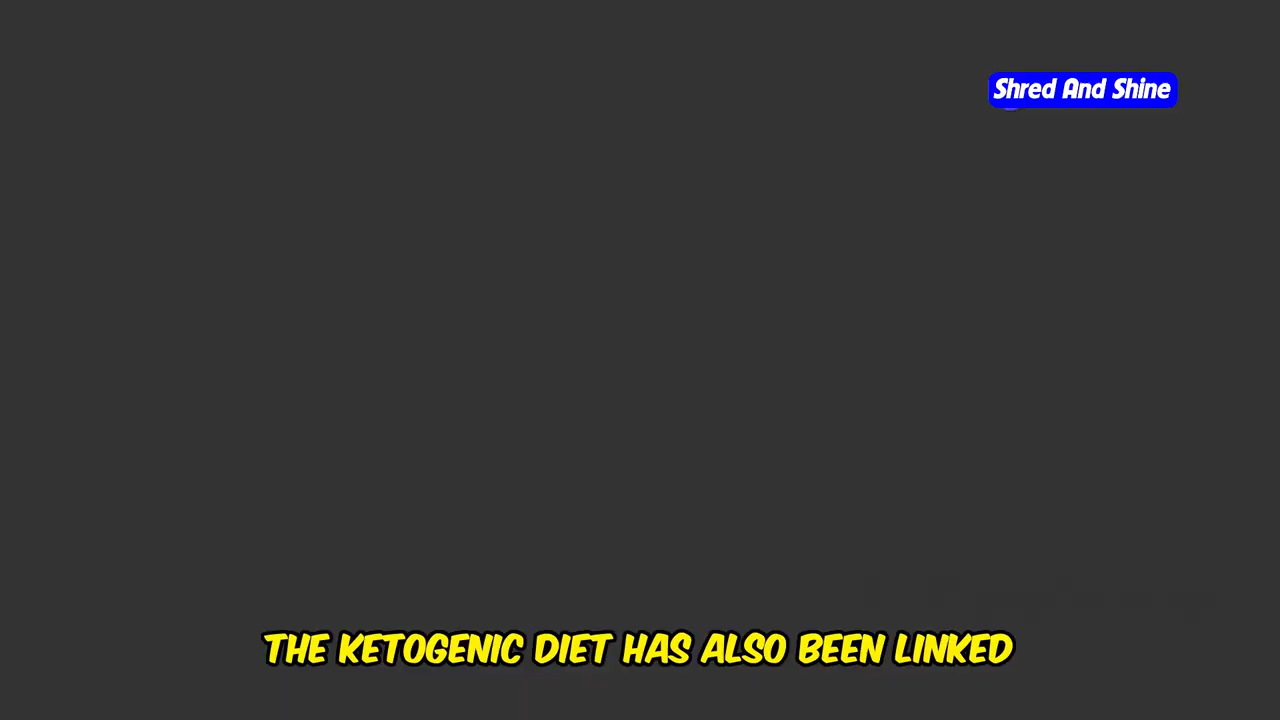 Shred And Shine
THE KETOGENIC DIET HAS ALSO BEEN LINKED